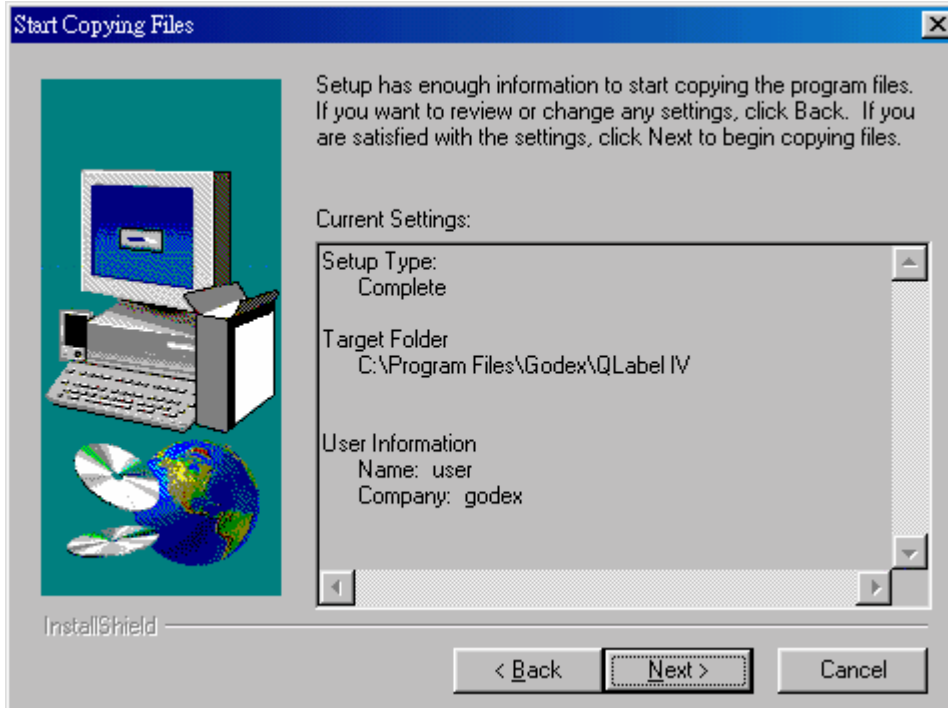 Start Copying Files
Setup has enough information to start copying the program files.
If you want to review or change any settings, click Back.  If you
are satisfied with the settings, click Next to begin copying files.
Current Settings:
Setup Type:
Complete
Target Folder
C:\Program Files\Godex\QLabel IV
User Information
Name:  user
Company:  godex
InstallShield
< Back
Next >
Cancel